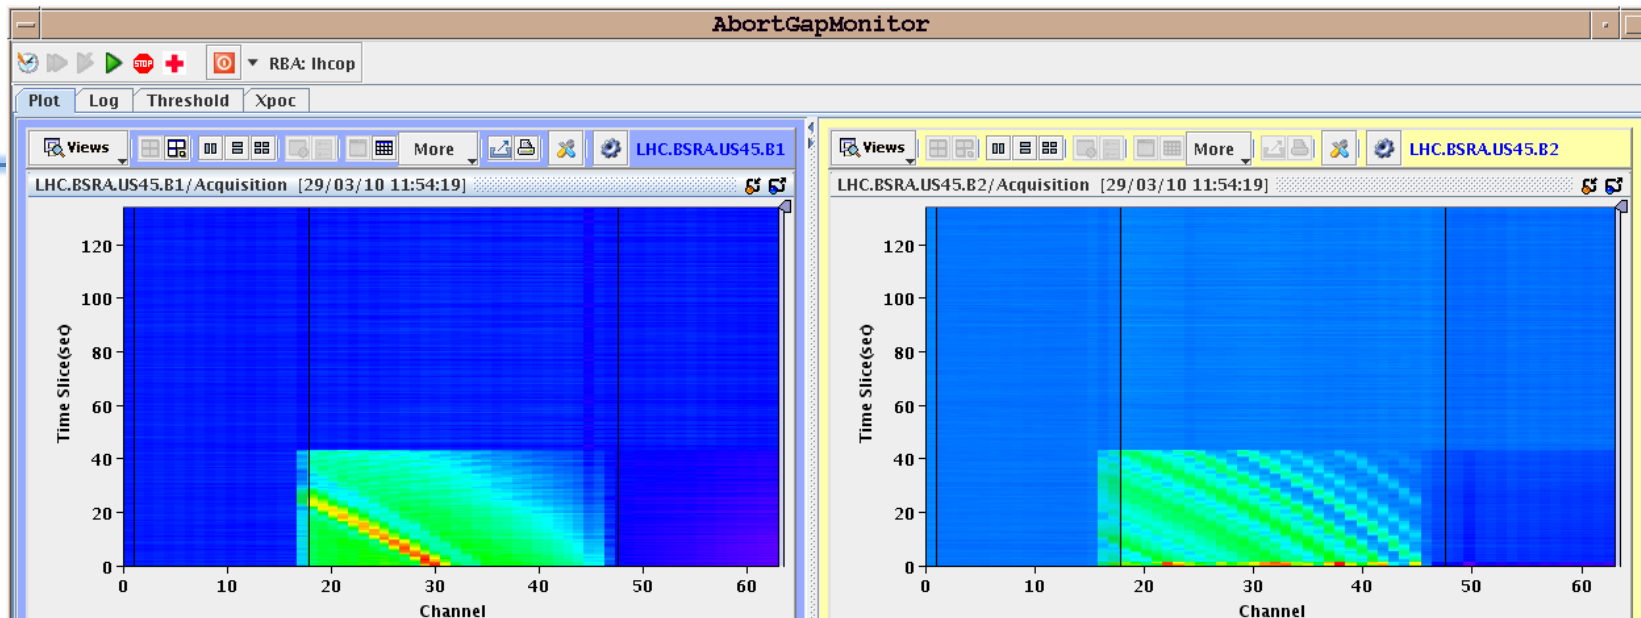 AbortGapMonitor
STOP RBA: lhcop
Plot Log Threshold Xpoc
Views More LHC.BSRA.US45.B1
LHC.BSRA.US45.B1/Acquisition [29/03/10 11:54:19]
120
100
80
60
40
20
0
Time Slice(sec)
0 10 20 30 40 50 60
Channel
Views More LHC.BSRA.US45.B2
LHC.BSRA.US45.B2/Acquisition [29/03/10 11:54:19]
120
100
80
60
40
20
0
Time Slice(sec)
0 10 20 30 40 50 60
Channel